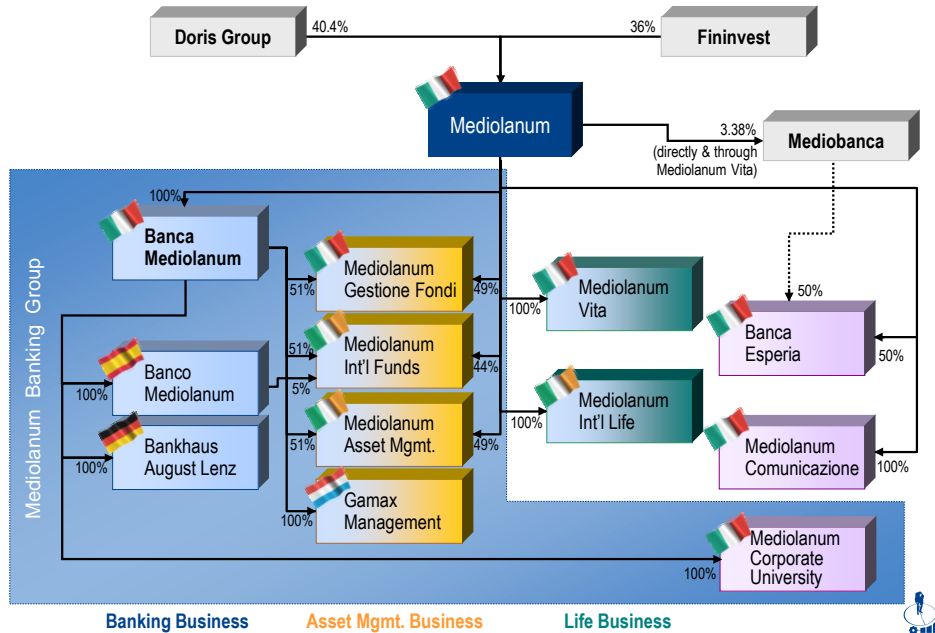 Doris Group
40.4%
36%
Fininvest
Mediolanum
3.38%
(directly & through
Mediolanum Vita)
Mediobanca
Mediolanum Banking Group
100%
Banca
Mediolanum
51%
Mediolanum
Gestione Fondi
49%
100%
Mediolanum
Vita
50%
Banca
Esperia
50%
100%
Banco
Mediolanum
51%
5%
Mediolanum
Int'l Funds
44%
100%
Mediolanum
Int'l Life
100%
Bankhaus
August Lenz
51%
Mediolanum
Asset Mgmt.
49%
Mediolanum
Comunicazione
100%
100%
Gamax
Management
100%
Mediolanum
Corporate
University
Banking Business
Asset Mgmt. Business
Life Business